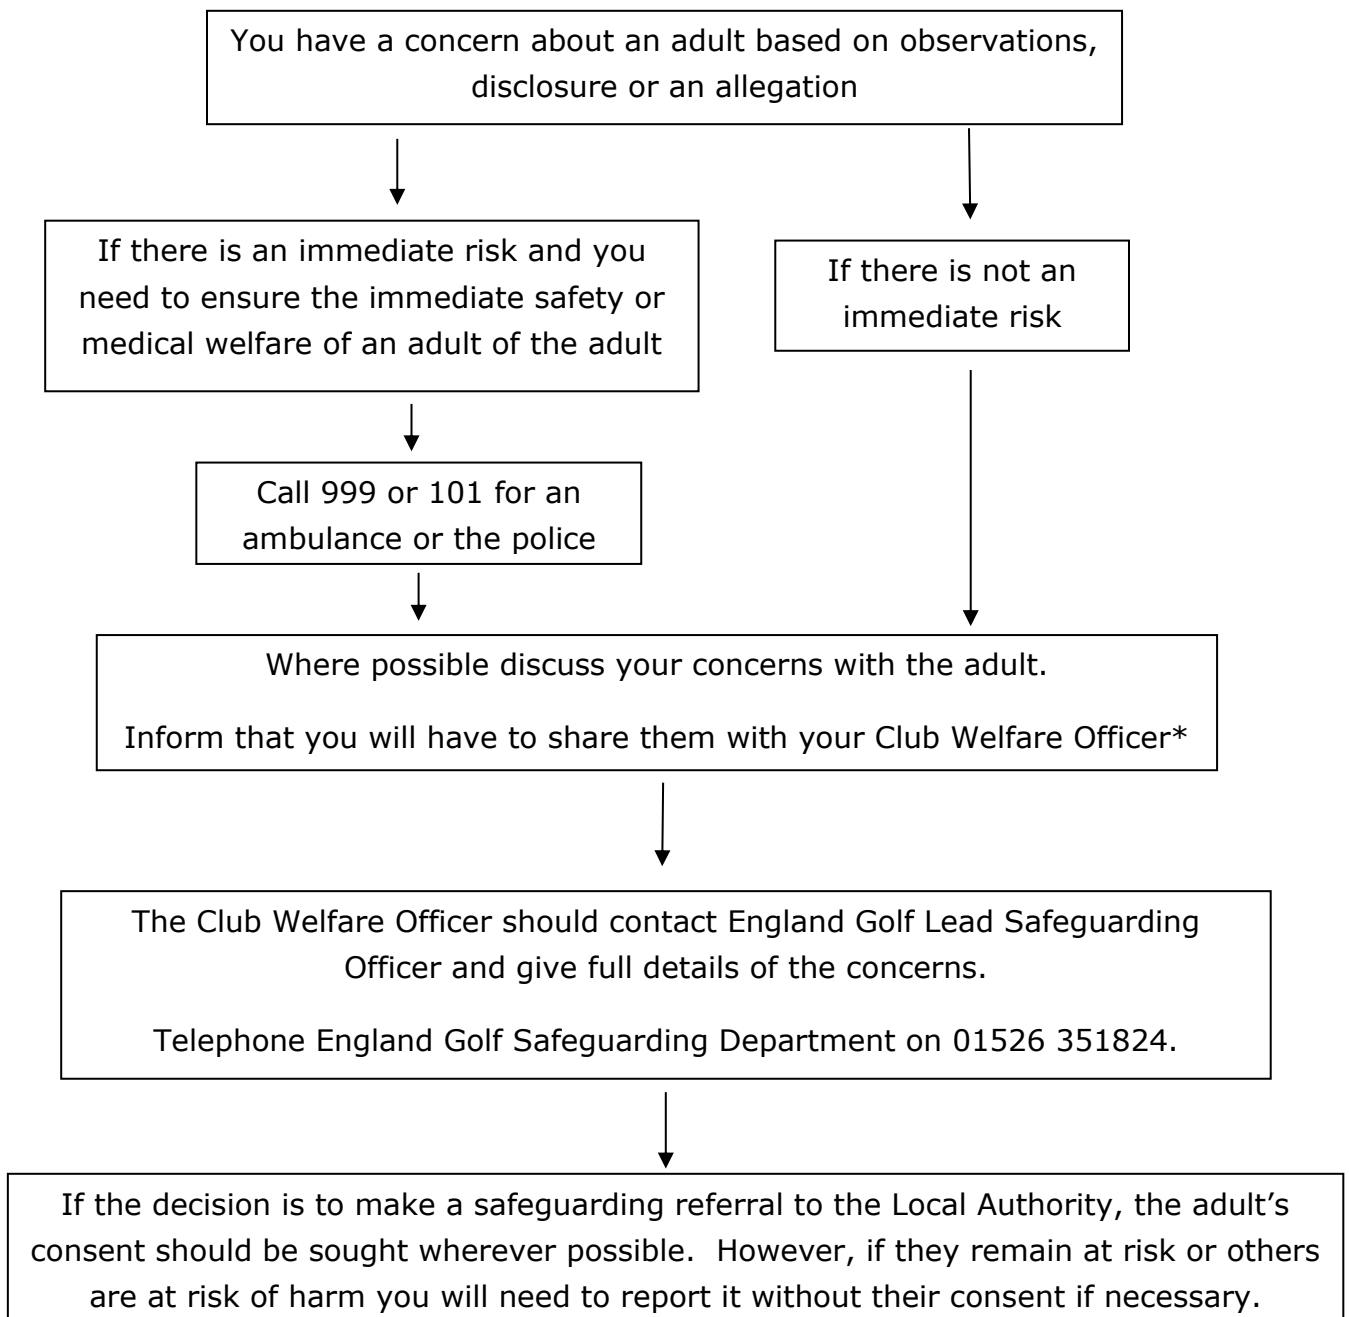 You have a concern about an adult based on observations,
disclosure or an allegation
If there is an immediate risk and you
need to ensure the immediate safety or
medical welfare of an adult of the adult
If there is not an
immediate risk
Call 999 or 101 for an
ambulance or the police
Where possible discuss your concerns with the adult.
Inform that you will have to share them with your Club Welfare Officer*
The Club Welfare Officer should contact England Golf Lead Safeguarding
Officer and give full details of the concerns.
Telephone England Golf Safeguarding Department on 01526 351824.
If the decision is to make a safeguarding referral to the Local Authority, the adult’s
consent should be sought wherever possible.  However, if they remain at risk or others
are at risk of harm you will need to report it without their consent if necessary.